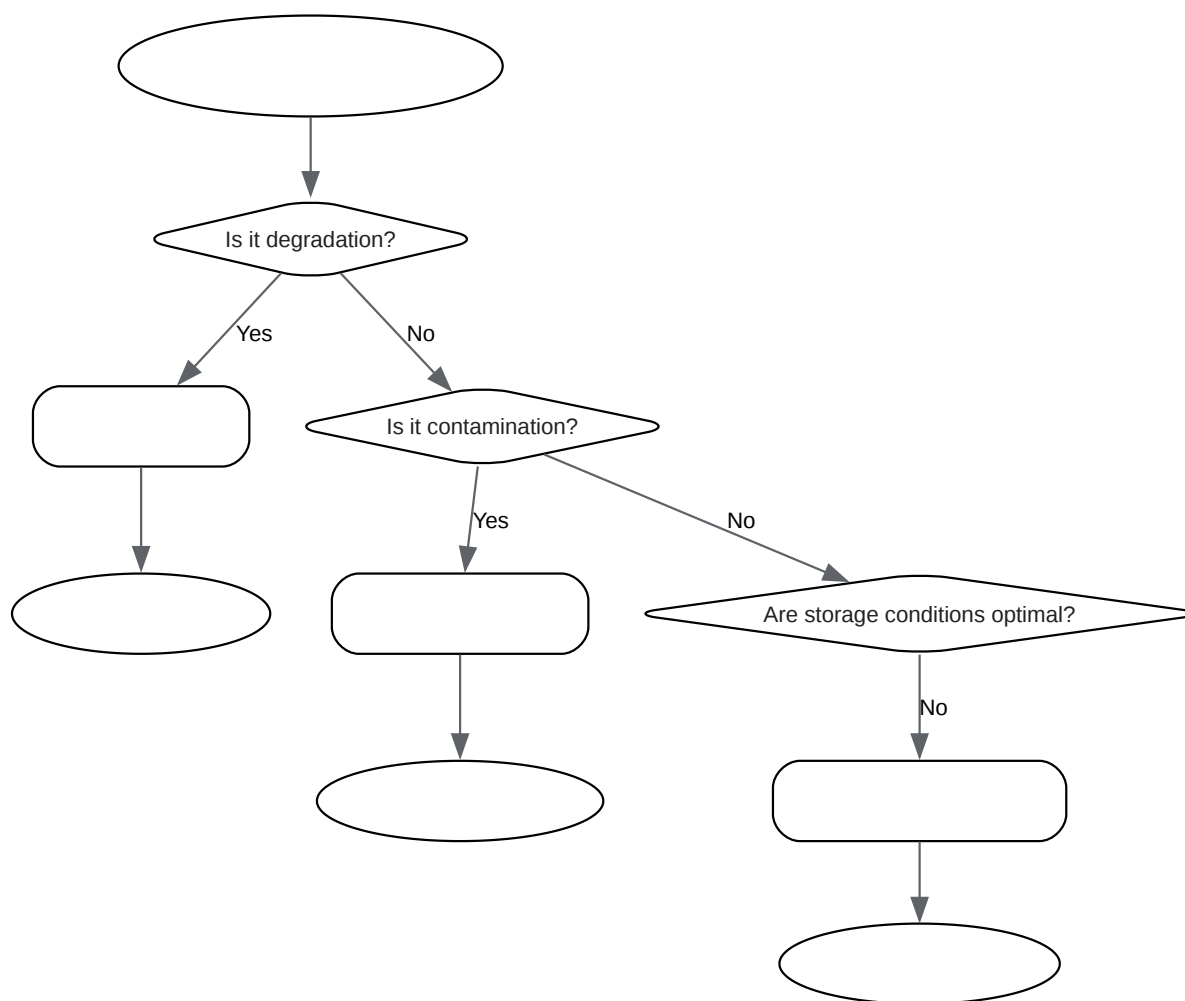 Is it degradation?
Yes
No
Is it contamination?
Yes
No
Are storage conditions optimal?
No